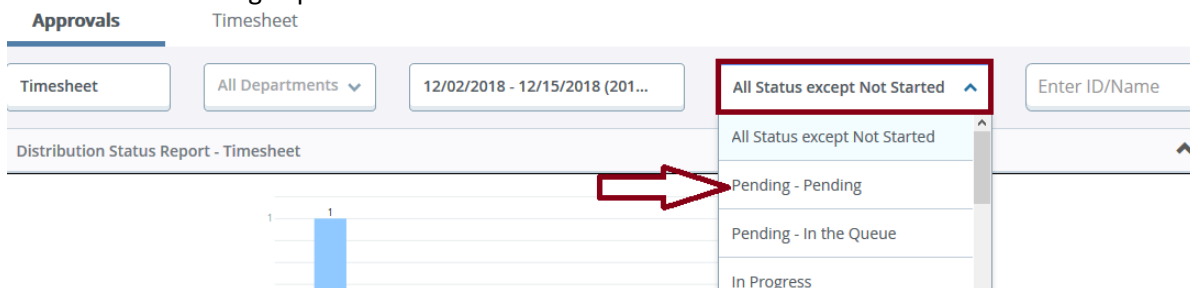 Approvals Timesheet
Timesheet All Departments 12/02/2018 - 12/15/2018 (201... All Status except Not Started Enter ID/Name
All Status except Not Started
Distribution Status Report - Timesheet
Pending - Pending
1 1
Pending - In the Queue
In Progress